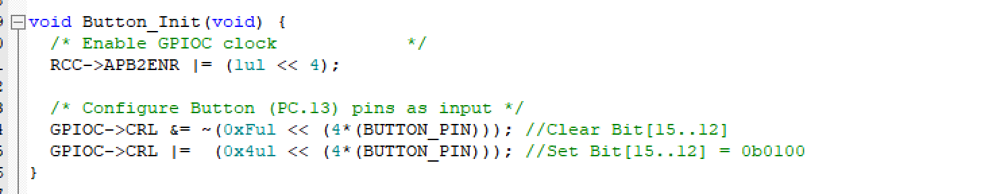 void Button_Init(void) {
/* Enable GPIOC clock            */
RCC->APB2ENR |= (1ul << 4);
/* Configure Button (PC.13) pins as input */
GPIOC->CRL &= ~(0xFul << (4*(BUTTON_PIN))); //Clear Bit[15..12]
GPIOC->CRL |=  (0x4ul << (4*(BUTTON_PIN))); //Set Bit[15..12] = 0b0100
}